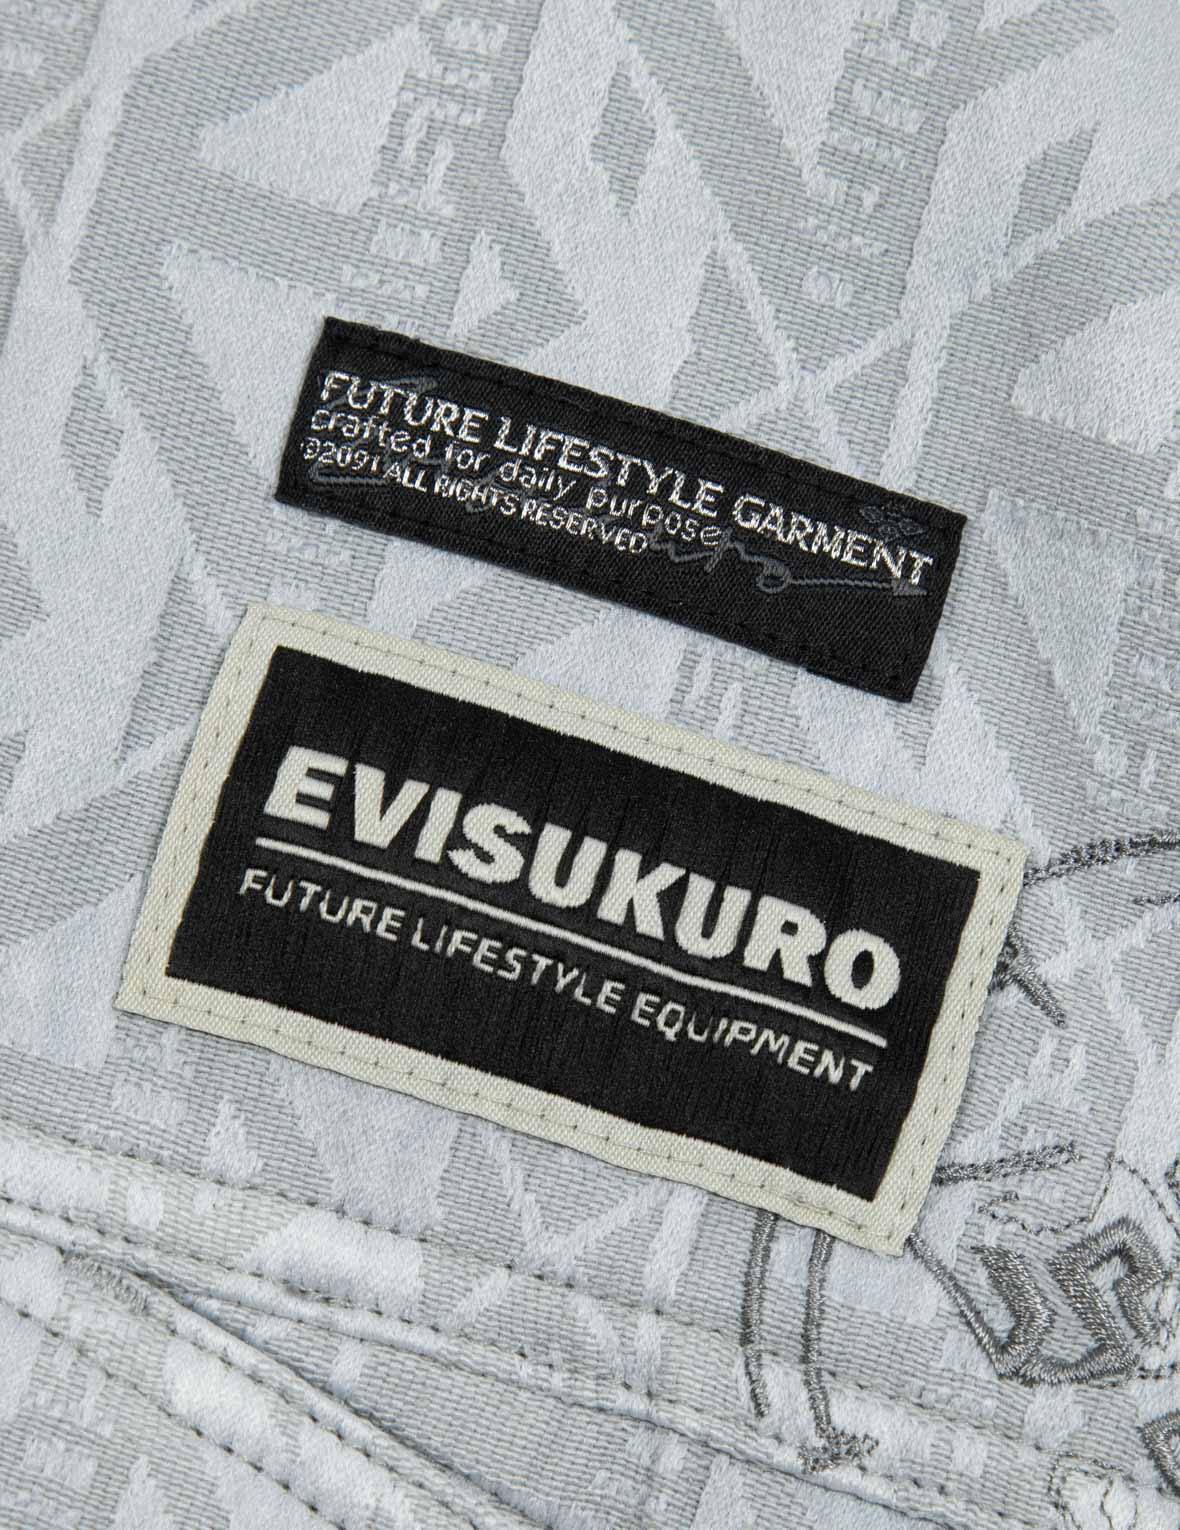 FUTURE LIFESTYLE GARMENT
crafted for daily purpose
©2091 ALL RIGHTS RESERVED
EVISUKURO
FUTURE LIFESTYLE EQUIPMENT